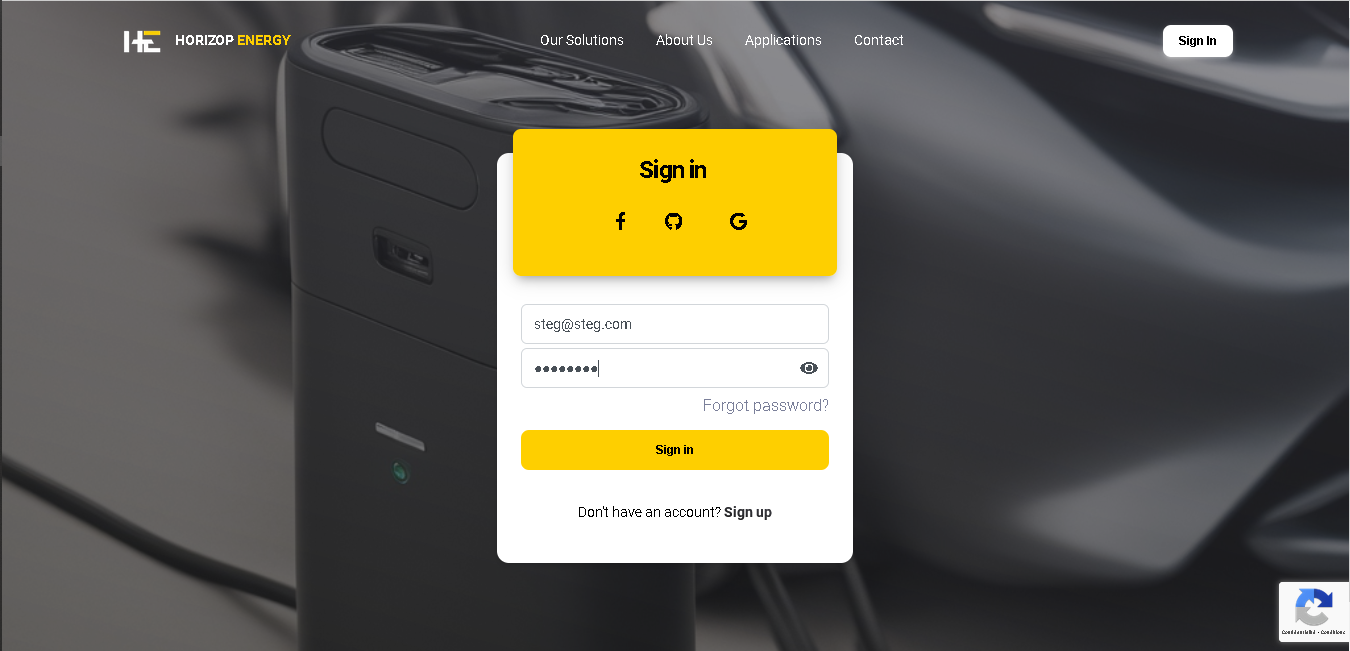 HE HORIZOP ENERGY
Our Solutions About Us Applications Contact
Sign In
Sign in
steg@steg.com
••••••••
Forgot password?
Sign in
Don't have an account? Sign up